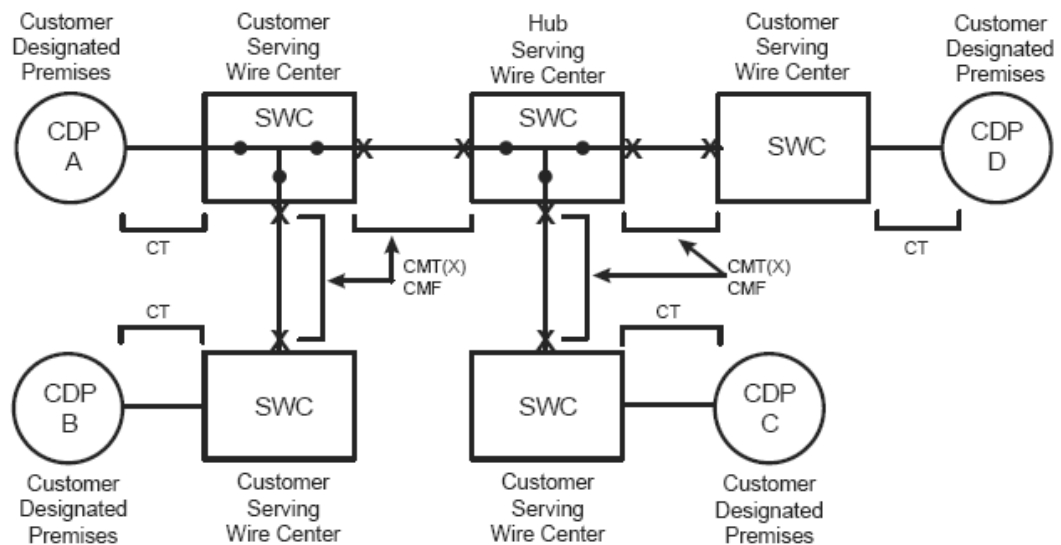 Customer
Designated
Premises
Customer
Serving
Wire Center
Hub
Serving
Wire Center
Customer
Serving
Wire Center
Customer
Designated
Premises
CDP
A
SWC
SWC
SWC
CDP
D
CT
CMT(X)
CMF
CMT(X)
CMF
CT
CT
CT
CDP
B
SWC
SWC
CDP
C
Customer
Designated
Premises
Customer
Serving
Wire Center
Customer
Serving
Wire Center
Customer
Designated
Premises